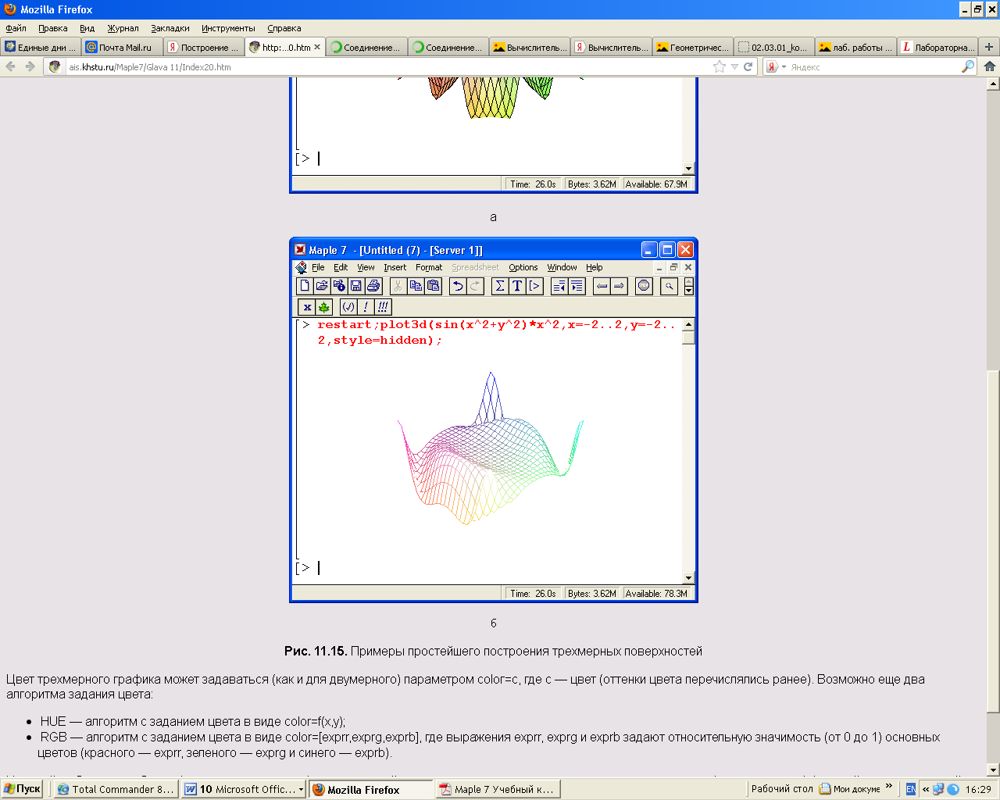 Mozilla Firefox
Файл Правка Вид Журнал Закладки Инструменты Справка
Единые дни ... Почта Mail.ru Построение ... http:...0.htm Соединение... Соединение... Вычислитель... Вычислитель... Геометричес... 02.03.01_ко... лаб. работы ... Лабораторна...
ais.khstu.ru/Maple7/Glava 11/Index20.htm Яндекс
[>
Time: 26.0s Bytes: 3.62M Available: 67.9M
а
Maple 7 - [Untitled (7) - [Server 1]]
File Edit View Insert Format Spreadsheet Options Window Help
[> restart;plot3d(sin(x^2+y^2)*x^2,x=-2..2,y=-2..
2,style=hidden);
[>
Time: 26.0s Bytes: 3.62M Available: 78.3M
б
Рис. 11.15. Примеры простейшего построения трехмерных поверхностей
Цвет трехмерного графика может задаваться (как и для двумерного) параметром color=c, где с — цвет (оттенки цвета перечислялись ранее). Возможно еще два
алгоритма задания цвета:
• HUE — алгоритм с заданием цвета в виде color=f(x,y);
• RGB — алгоритм с заданием цвета в виде color=[exprr,exprg,exprb], где выражения exprr, exprg и exprb задают относительную значимость (от 0 до 1) основных
цветов (красного — exprr, зеленого — exprg и синего — exprb).
Пуск Total Commander 8... 10 Microsoft Offic... Mozilla Firefox Maple 7 Учебный к... Рабочий стол Мои докуме » EN « 16:29